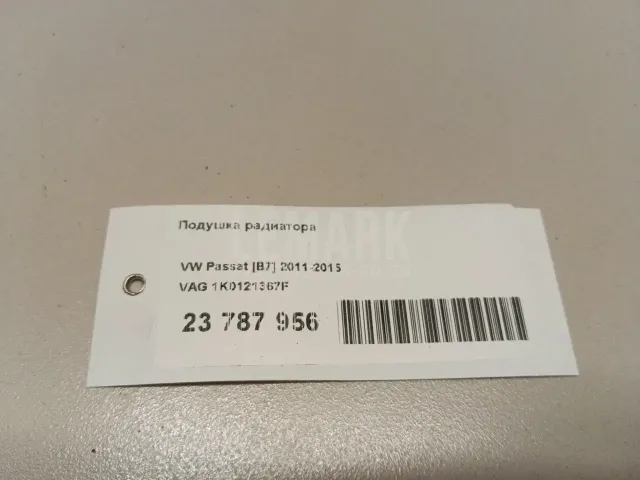 Подушка радиатора
VW Passat [B7] 2011-2015
VAG 1K0121367F
23 787 956